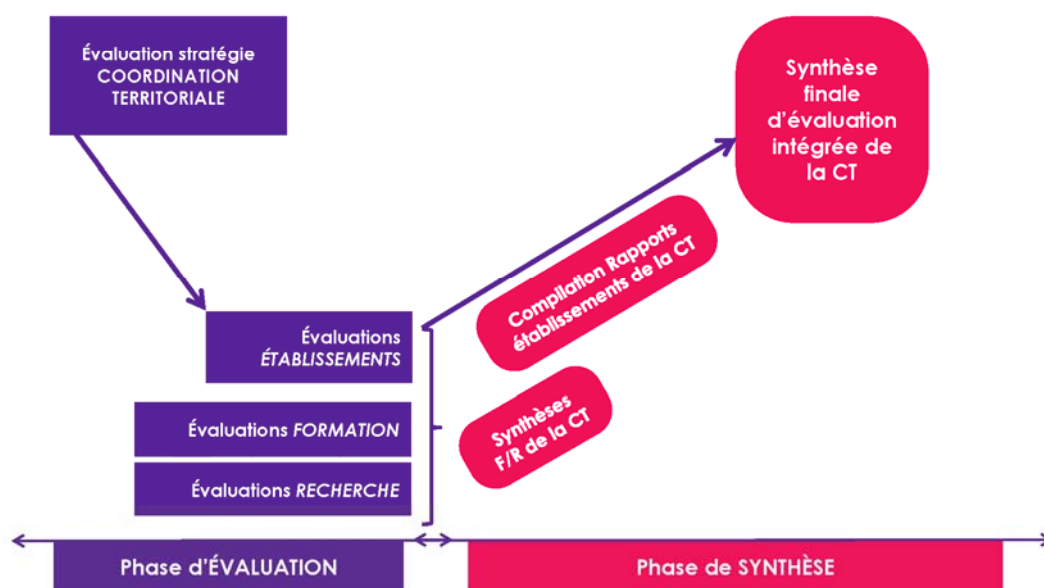 Évaluation stratégie
COORDINATION
TERRITORIALE
Synthèse
finale
d'évaluation
intégrée de
la CT
Compilation Rapports
établissements de la CT
Évaluations
ÉTABLISSEMENTS
Synthèses
F/R de la CT
Évaluations FORMATION
Évaluations RECHERCHE
Phase d'ÉVALUATION
Phase de SYNTHÈSE